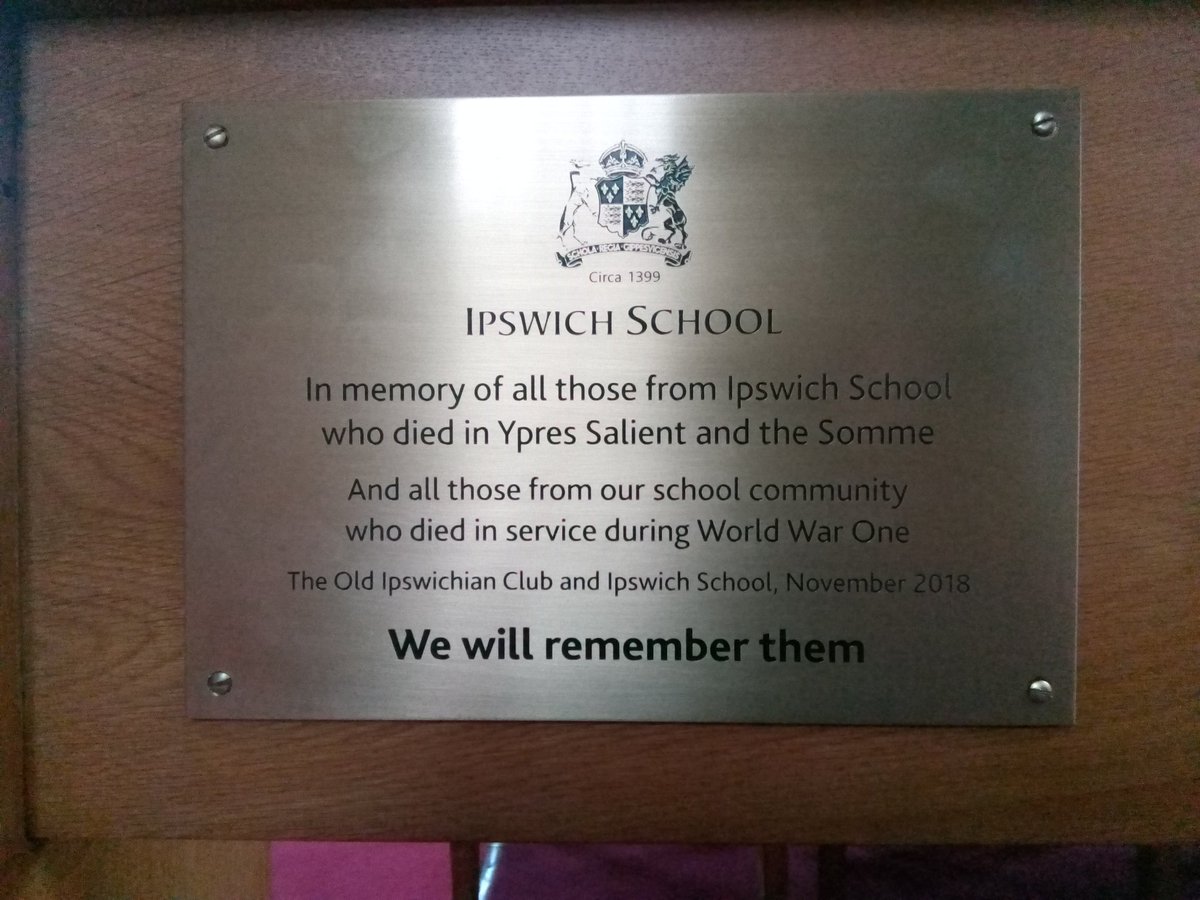 SCHOLA·REGIA·GIPPESVICENSIS
Circa 1399
IPSWICH SCHOOL
In memory of all those from Ipswich School
who died in Ypres Salient and the Somme
And all those from our school community
who died in service during World War One
The Old Ipswichian Club and Ipswich School, November 2018
We will remember them